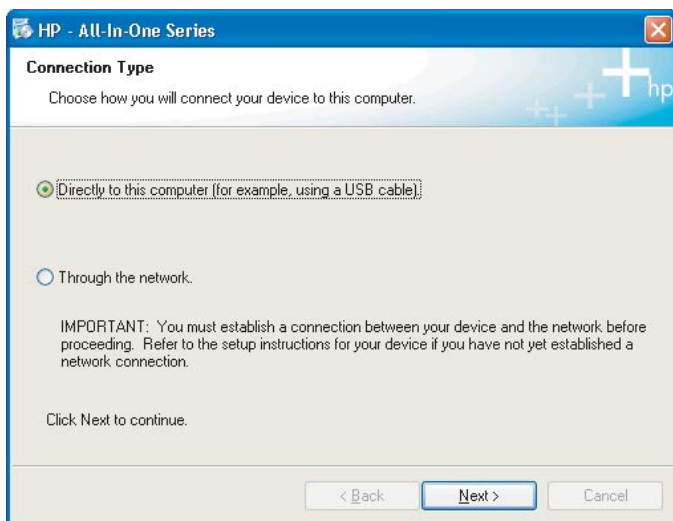 HP - All-In-One Series
Connection Type
Choose how you will connect your device to this computer.
hp
Directly to this computer (for example, using a USB cable).
Through the network.
IMPORTANT: You must establish a connection between your device and the network before
proceeding. Refer to the setup instructions for your device if you have not yet established a
network connection.
Click Next to continue.
< Back Next > Cancel